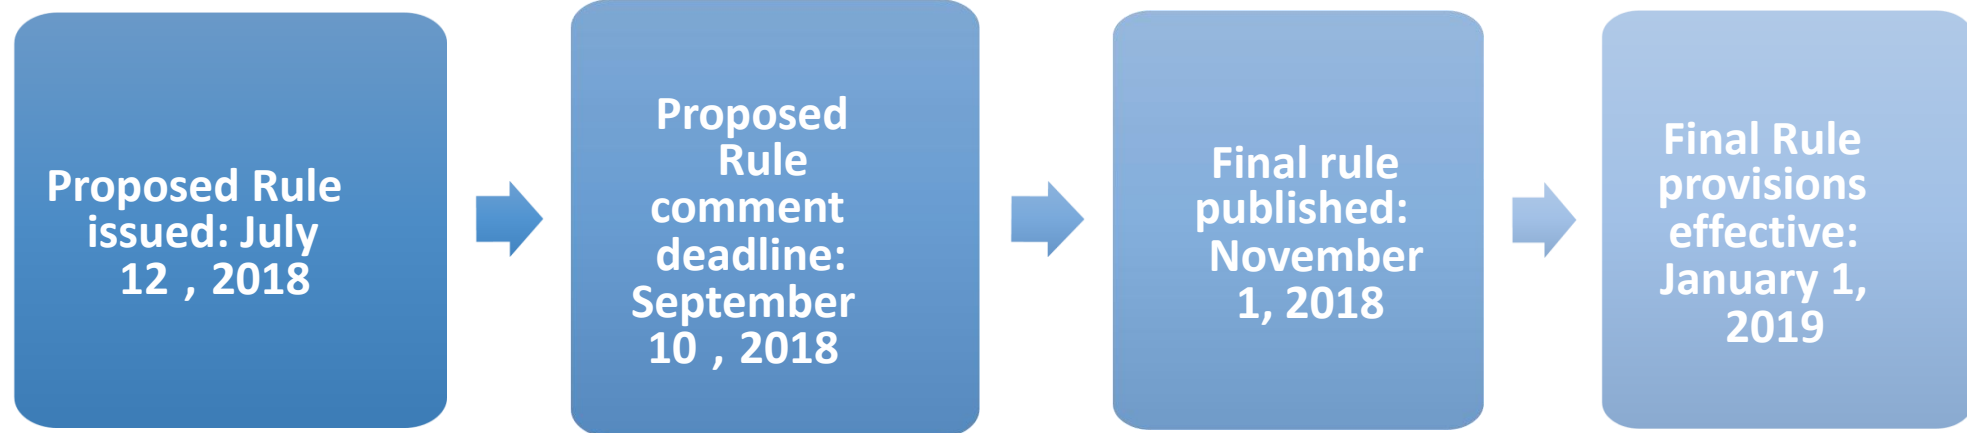 Proposed Rule
issued: July
12 , 2018
Proposed
Rule
comment
deadline:
September
10 , 2018
Final rule
published:
November
1, 2018
Final Rule
provisions
effective:
January 1,
2019